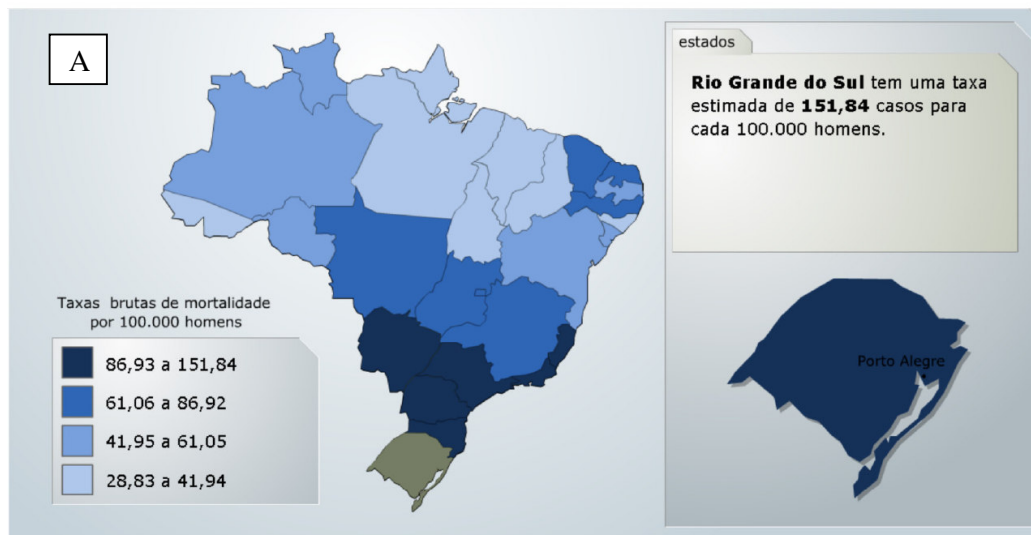 A
estados
Rio Grande do Sul tem uma taxa
estimada de 151,84 casos para
cada 100.000 homens.
Taxas brutas de mortalidade
por 100.000 homens
86,93 a 151,84
61,06 a 86,92
41,95 a 61,05
28,83 a 41,94
Porto Alegre